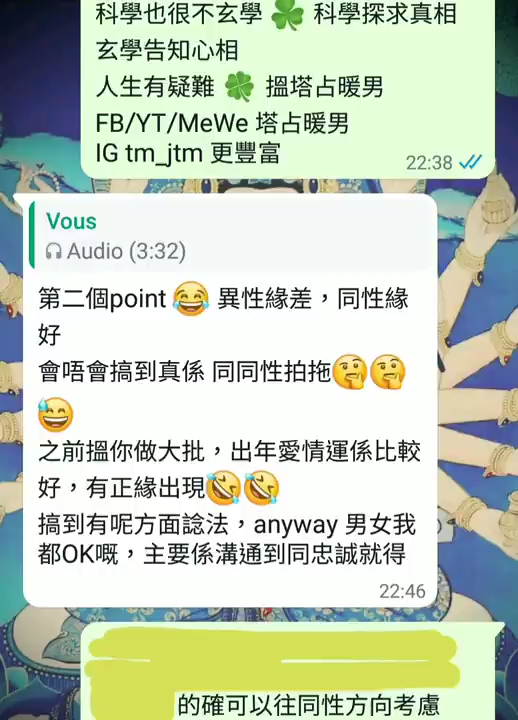 科學也很不玄學 🍀 科學探求真相
玄學告知心相
人生有疑難 🍀 搵塔占暖男
FB/YT/MeWe 塔占暖男
IG tm_jtm 更豐富
22:38
Vous
Audio (3:32)
第二個point 😂 異性緣差，同性緣
好
會唔會搞到真係 同同性拍拖🤔🤔
😅
之前搵你做大批，出年愛情運係比較
好，有正緣出現🤣🤣
搞到有呢方面諗法，anyway 男女我
都OK嘅，主要係溝通到同忠誠就得
22:46
的確可以往同性方向考慮